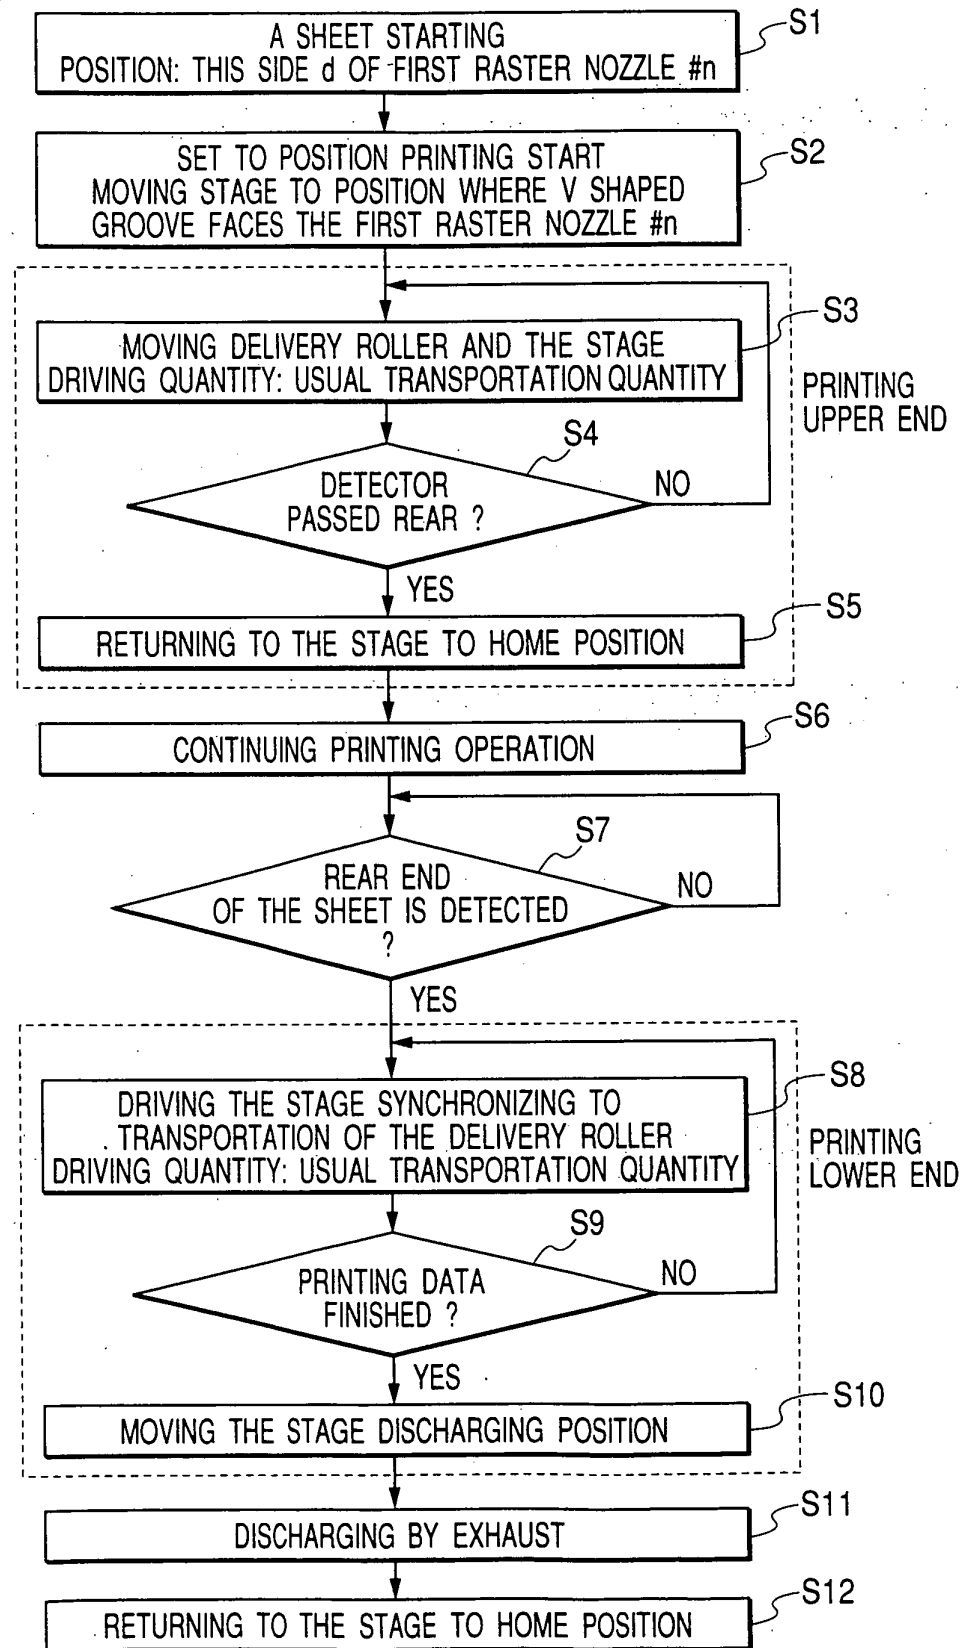 A SHEET STARTING
POSITION: THIS SIDE d OF FIRST RASTER NOZZLE #n
S1
SET TO POSITION PRINTING START
MOVING STAGE TO POSITION WHERE V SHAPED
GROOVE FACES THE FIRST RASTER NOZZLE #n
S2
MOVING DELIVERY ROLLER AND THE STAGE
DRIVING QUANTITY: USUAL TRANSPORTATION QUANTITY
S3
PRINTING
UPPER END
S4
DETECTOR
PASSED REAR ?
NO
YES
RETURNING TO THE STAGE TO HOME POSITION
S5
CONTINUING PRINTING OPERATION
S6
S7
REAR END
OF THE SHEET IS DETECTED
?
NO
YES
DRIVING THE STAGE SYNCHRONIZING TO
TRANSPORTATION OF THE DELIVERY ROLLER
DRIVING QUANTITY: USUAL TRANSPORTATION QUANTITY
S8
PRINTING
LOWER END
S9
PRINTING DATA
FINISHED ?
NO
YES
MOVING THE STAGE DISCHARGING POSITION
S10
DISCHARGING BY EXHAUST
S11
RETURNING TO THE STAGE TO HOME POSITION
S12